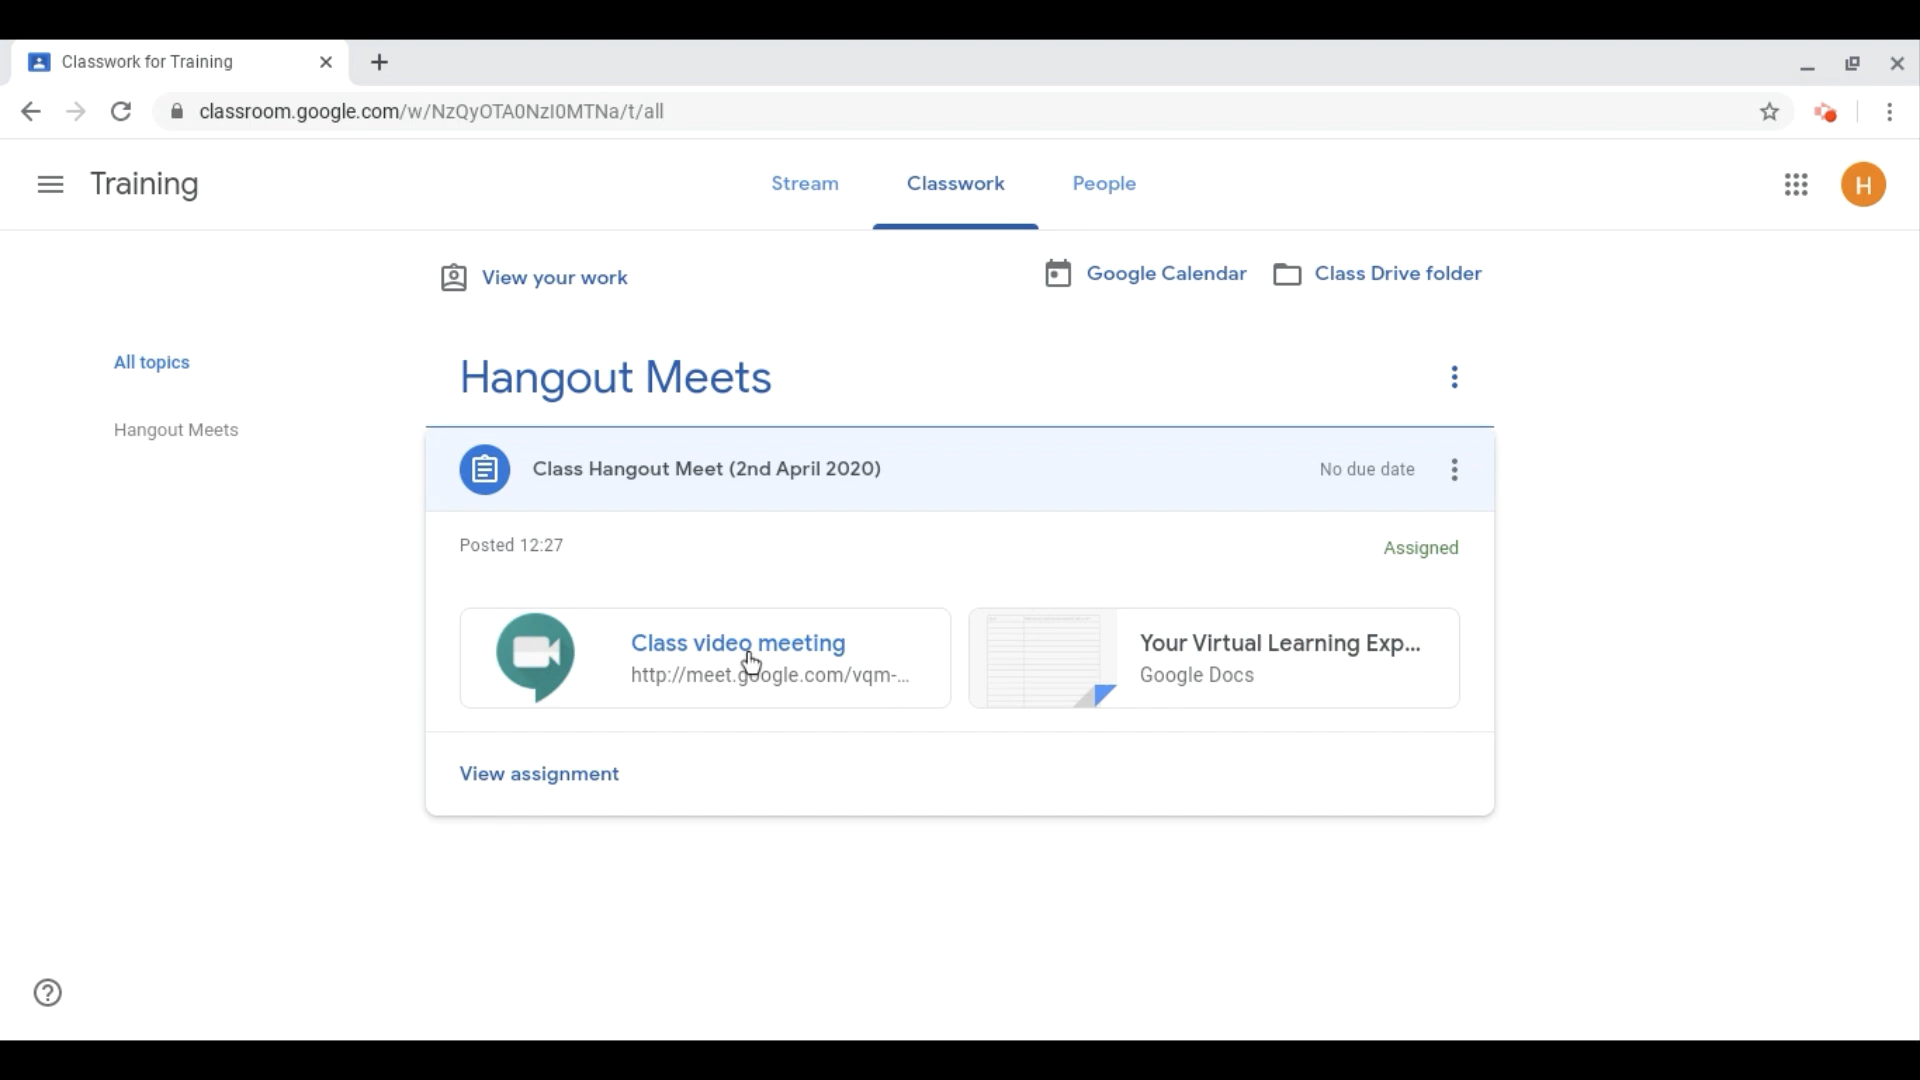 Classwork for Training
classroom.google.com/w/NzQyOTA0NzI0MTNa/t/all
Training
Stream
Classwork
People
H
View your work
Google Calendar
Class Drive folder
All topics
Hangout Meets
Hangout Meets
Class Hangout Meet (2nd April 2020)
No due date
Posted 12:27
Assigned
Class video meeting
http://meet.google.com/vqm-...
Your Virtual Learning Exp...
Google Docs
View assignment